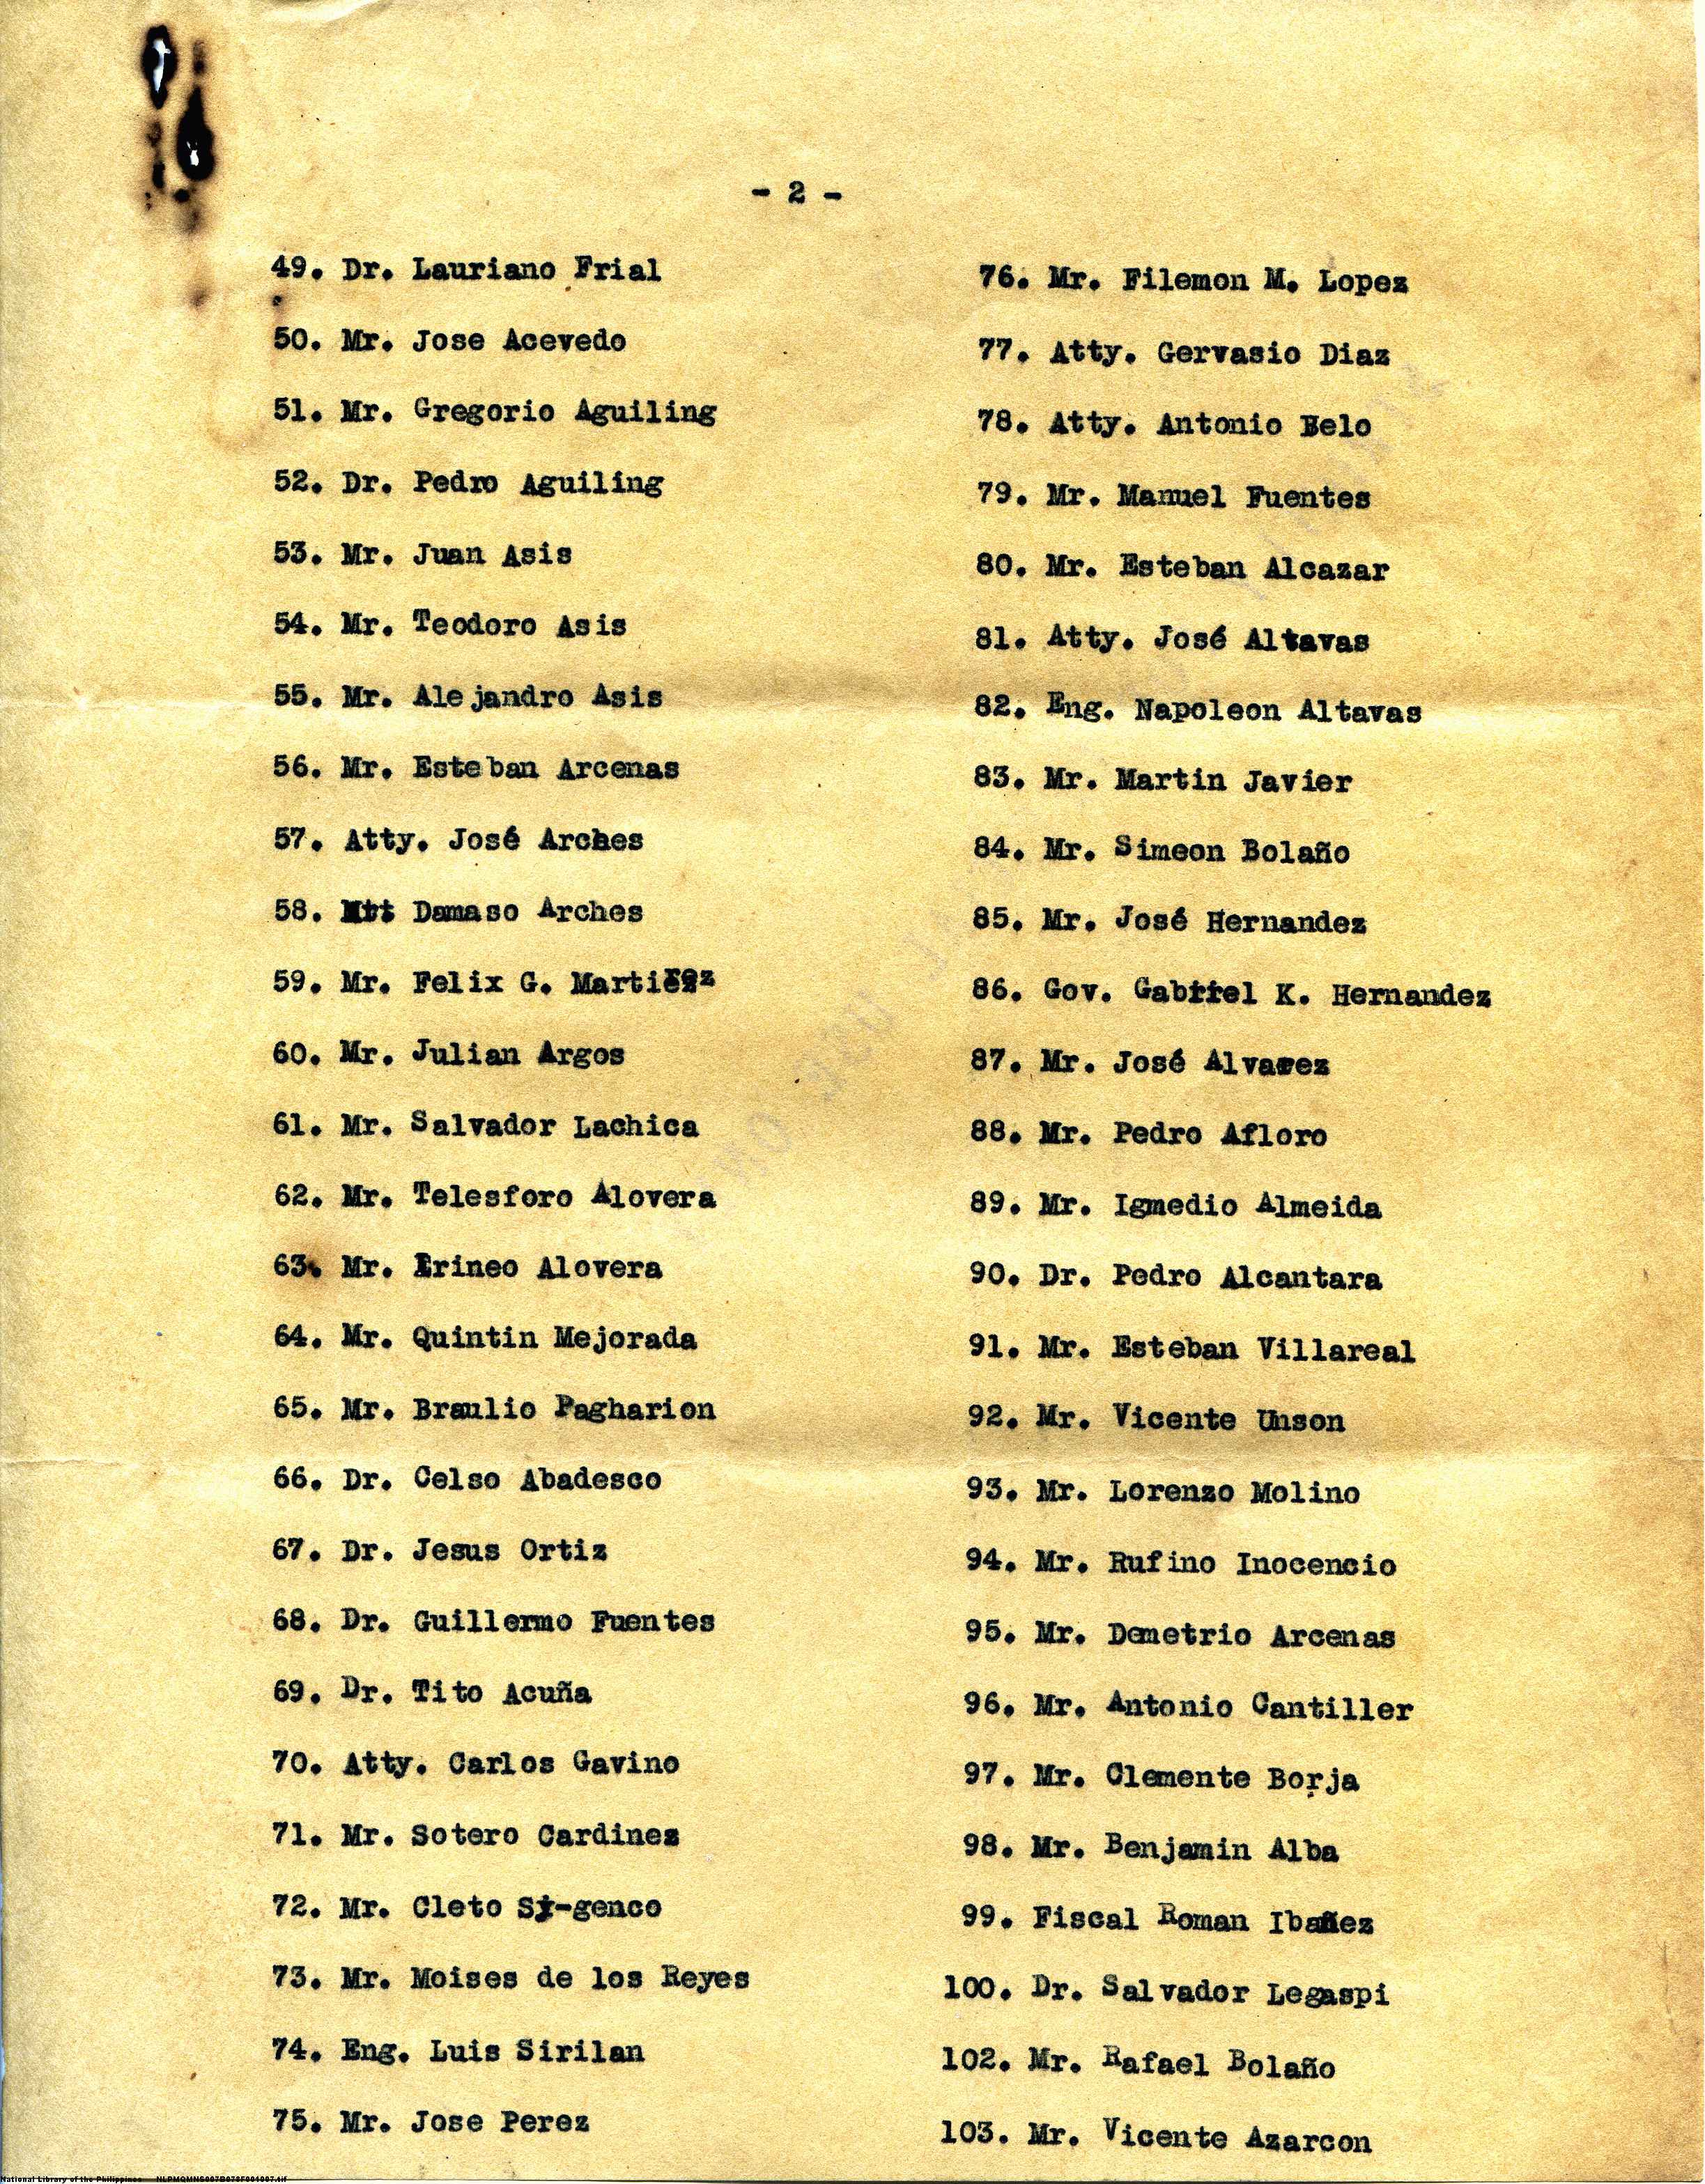 - 2 -
49. Dr. Lauriano Frial
50. Mr. Jose Acevedo
51. Mr. Gregorio Aguiling
52. Dr. Pedro Aguiling
53. Mr. Juan Asis
54. Mr. Teodoro Asis
55. Mr. Alejandro Asis
56. Mr. Esteban Arcenas
57. Atty. José Arches
58. Damaso Arches
59. Mr. Felix G. Martirez
60. Mr. Julian Argos
61. Mr. Salvador Lachica
62. Mr. Telesforo Alovera
63. Mr. Erineo Alovera
64. Mr. Quintin Mejorada
65. Mr. Braulio Pagharion
66. Dr. Celso Abadesco
67. Dr. Jesus Ortiz
68. Dr. Guillermo Fuentes
69. Dr. Tito Acuña
70. Atty. Carlos Gavino
71. Mr. Sotero Cardinez
72. Mr. Cleto Sy-genco
73. Mr. Moises de los Reyes
74. Eng. Luis Sirilan
75. Mr. Jose Perez
76. Mr. Filemon M. Lopez
77. Atty. Gervasio Diaz
78. Atty. Antonio Belo
79. Mr. Manuel Fuentes
80. Mr. Esteban Alcazar
81. Atty. José Altavas
82. Eng. Napoleon Altavas
83. Mr. Martin Javier
84. Mr. Simeon Bolaño
85. Mr. José Hernandez
86. Gov. Gabriel K. Hernandez
87. Mr. José Alvarez
88. Mr. Pedro Afloro
89. Mr. Igmedio Almeida
90. Dr. Pedro Alcantara
91. Mr. Esteban Villareal
92. Mr. Vicente Unson
93. Mr. Lorenzo Molino
94. Mr. Rufino Inocencio
95. Mr. Demetrio Arcenas
96. Mr. Antonio Cantiller
97. Mr. Clemente Borja
98. Mr. Benjamin Alba
99. Fiscal Roman Ibañez
100. Dr. Salvador Legaspi
102. Mr. Rafael Bolaño
103. Mr. Vicente Azarcon
National Library of the Philippines